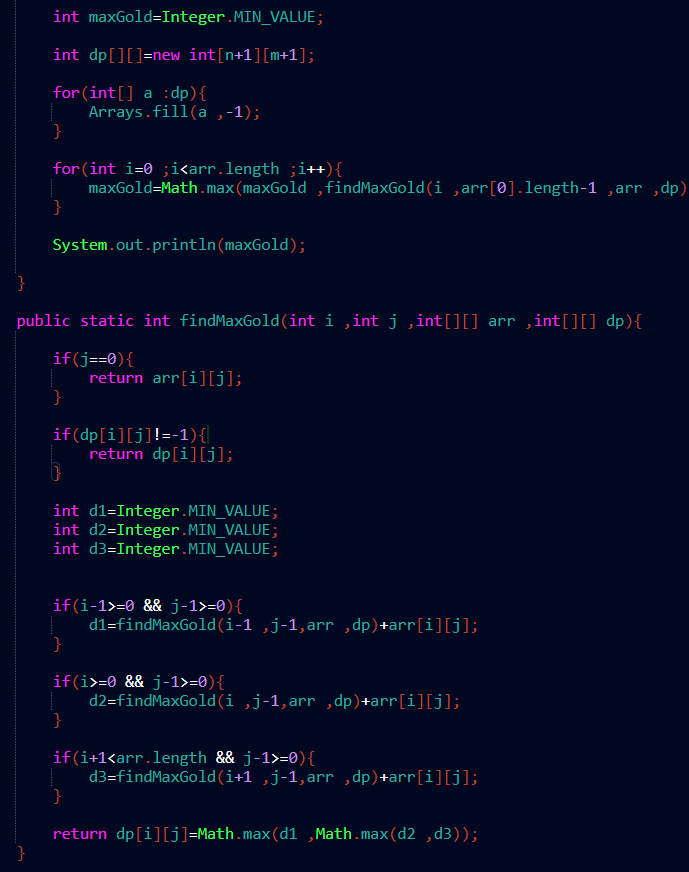 int maxGold=Integer.MIN_VALUE;
int dp[][]=new int[n+1][m+1];
for(int[] a :dp){
Arrays.fill(a ,-1);
}
for(int i=0 ;i<arr.length ;i++){
maxGold=Math.max(maxGold ,findMaxGold(i ,arr[0].length-1 ,arr ,dp)
}
System.out.println(maxGold);
}
public static int findMaxGold(int i ,int j ,int[][] arr ,int[][] dp){
if(j==0){
return arr[i][j];
}
if(dp[i][j]!=-1){
return dp[i][j];
}
int d1=Integer.MIN_VALUE;
int d2=Integer.MIN_VALUE;
int d3=Integer.MIN_VALUE;
if(i-1>=0 && j-1>=0){
d1=findMaxGold(i-1 ,j-1,arr ,dp)+arr[i][j];
}
if(i>=0 && j-1>=0){
d2=findMaxGold(i ,j-1,arr ,dp)+arr[i][j];
}
if(i+1<arr.length && j-1>=0){
d3=findMaxGold(i+1 ,j-1,arr ,dp)+arr[i][j];
}
return dp[i][j]=Math.max(d1 ,Math.max(d2 ,d3));
}